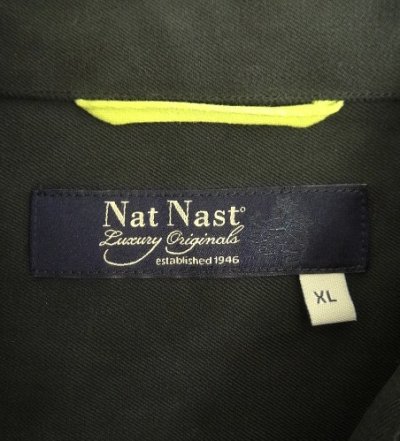 Nat Nast®
Luxury Originals
established 1946
XL